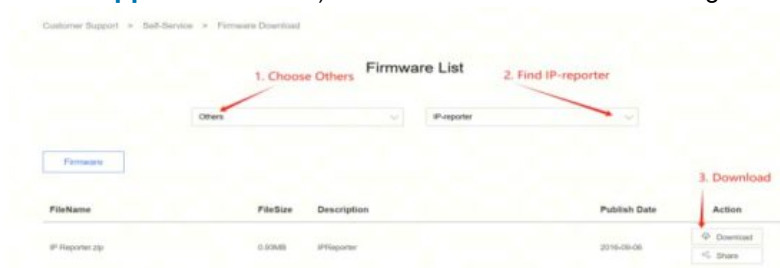 Customer Support > Self-Service > Firmware Download
Firmware List
1. Choose Others
2. Find IP-reporter
Others
IP-reporter
Firmware
3. Download
FileName FileSize Description Publish Date Action
IP Reporter.zip 0.93MB IPReporter 2016-09-06
Download
Share